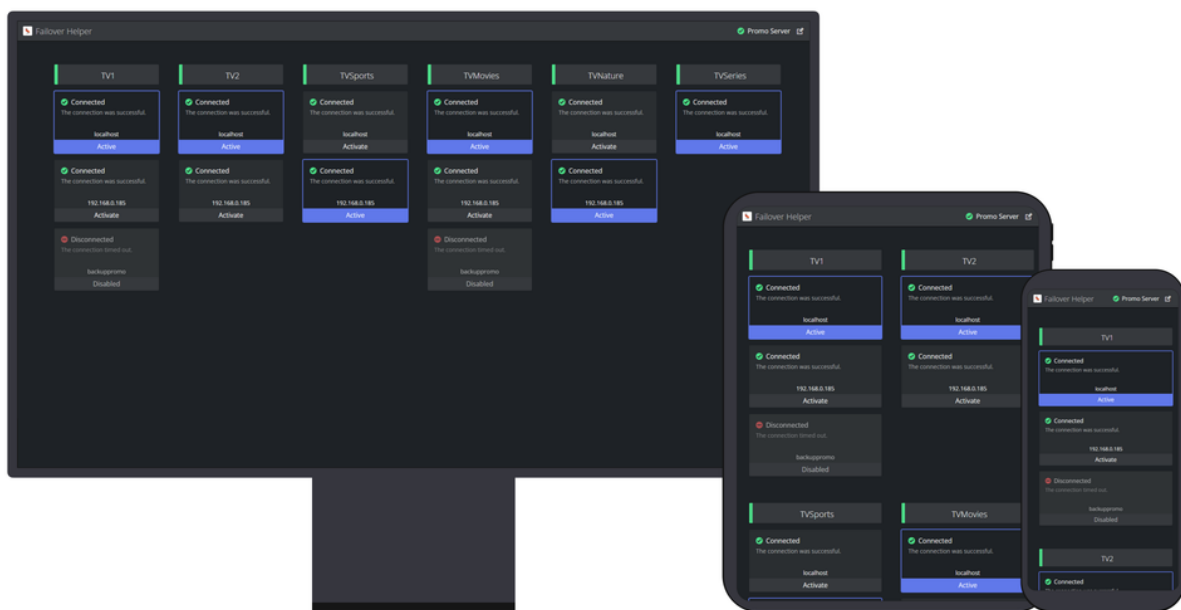 Failover Helper
Promo Server
TV1
TV2
TVSports
TVMovies
TVNature
TVSeries
Connected
The connection was successful.
localhost
Active
Connected
The connection was successful.
localhost
Active
Connected
The connection was successful.
localhost
Activate
Connected
The connection was successful.
localhost
Active
Connected
The connection was successful.
localhost
Activate
Connected
The connection was successful.
localhost
Active
Connected
The connection was successful.
192.168.0.185
Activate
Connected
The connection was successful.
192.168.0.185
Activate
Connected
The connection was successful.
192.168.0.185
Active
Connected
The connection was successful.
192.168.0.185
Activate
Connected
The connection was successful.
192.168.0.185
Active
Disconnected
The connection timed out.
backuppromo
Disabled
Disconnected
The connection timed out.
backuppromo
Disabled
Failover Helper
Promo Server
TV1
TV2
Connected
The connection was successful.
localhost
Active
Connected
The connection was successful.
localhost
Active
Connected
The connection was successful.
192.168.0.185
Activate
Connected
The connection was successful.
192.168.0.185
Activate
Disconnected
The connection timed out.
backuppromo
Disabled
TVSports
TVMovies
Connected
The connection was successful.
localhost
Activate
Connected
The connection was successful.
localhost
Active
Failover Helper
Promo Server
TV1
Connected
The connection was successful.
localhost
Active
Connected
The connection was successful.
192.168.0.185
Activate
Disconnected
The connection timed out.
backuppromo
Disabled
TV2
Connected
The connection was successful.